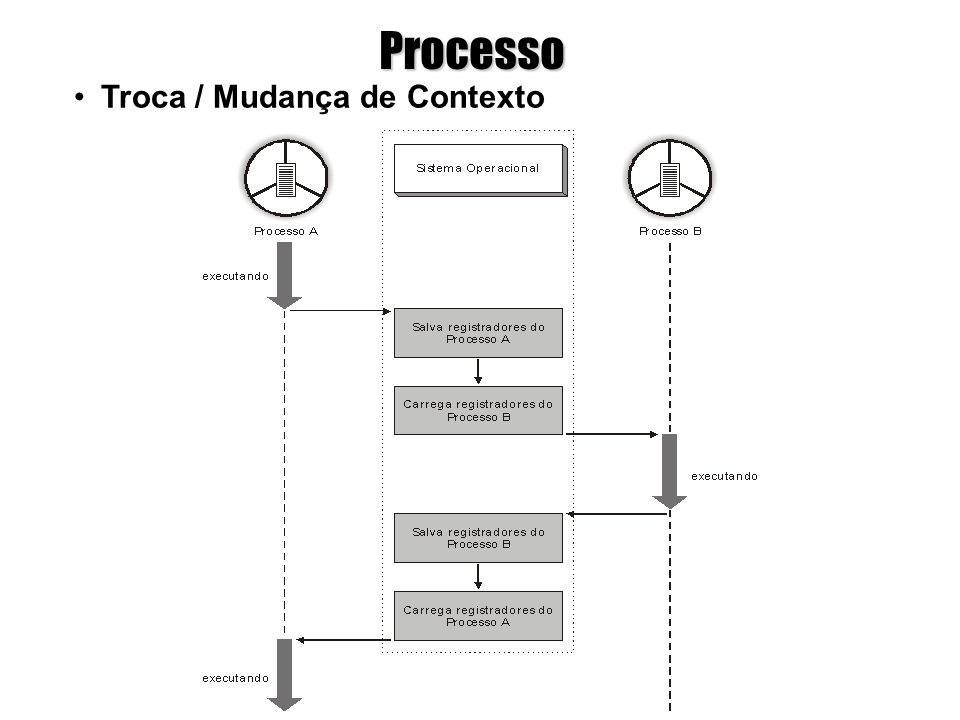 Processo
• Troca / Mudança de Contexto
Sistema Operacional
Processo A
Processo B
executando
Salva registradores do
Processo A
Carrega registradores do
Processo B
executando
Salva registradores do
Processo B
Carrega registradores do
Processo A
executando